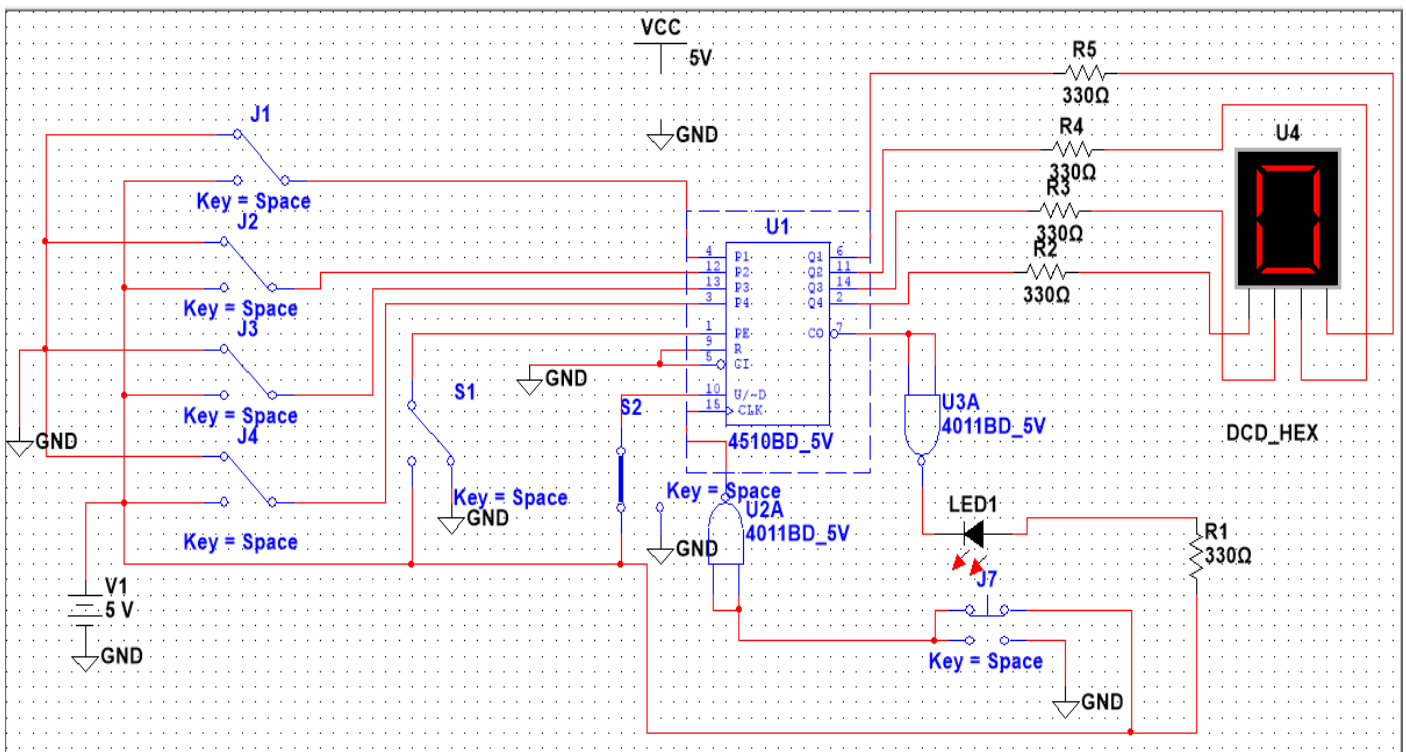 VCC
5V
GND
J1
Key = Space
J2
Key = Space
J3
Key = Space
J4
Key = Space
GND
V1
5 V
GND
S1
Key = Space
GND
GND
S2
Key = Space
GND
U1
4 P1
12 P2
13 P3
3 P4
1 PE
9 R
5 CI
10 U/~D
15 CLK
Q1 6
Q2 11
Q3 14
Q4 2
CO 7
4510BD_5V
U2A
4011BD_5V
U3A
4011BD_5V
R5
330Ω
R4
330Ω
R3
330Ω
R2
330Ω
U4
DCD_HEX
LED1
R1
330Ω
J7
Key = Space
GND